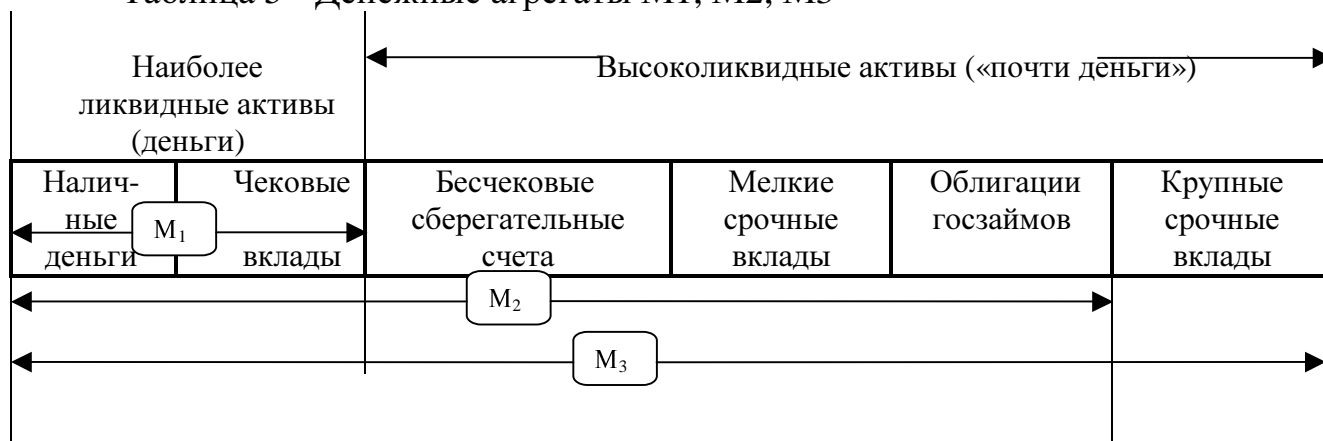 Таблица 3 – Денежные агрегаты М1, М2, М3
Наиболее
ликвидные активы
(деньги)
Высоколиквидные активы («почти деньги»)
Налич-
ные
деньги
Чековые
вклады
M1
Бесчековые
сберегательные
счета
Мелкие
срочные
вклады
Облигации
госзаймов
Крупные
срочные
вклады
M2
M3